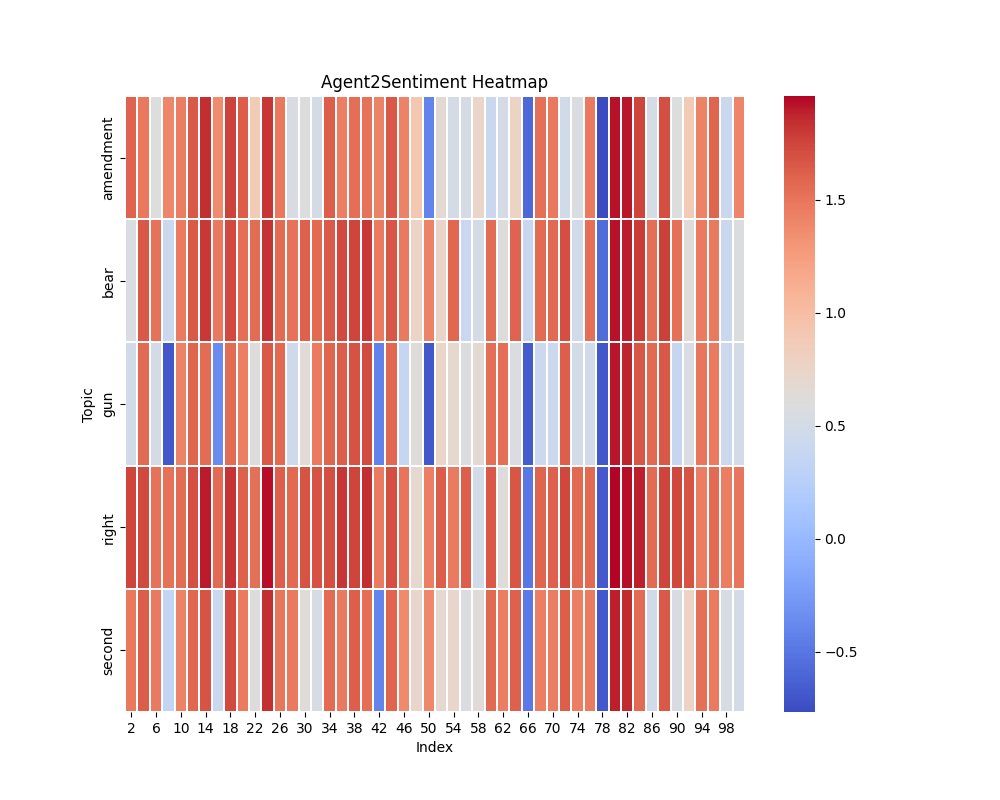 Agent2Sentiment Heatmap
Topic
amendment
bear
gun
right
second
2 6 10 14 18 22 26 30 34 38 42 46 50 54 58 62 66 70 74 78 82 86 90 94 98
Index
1.5
1.0
0.5
0.0
−0.5